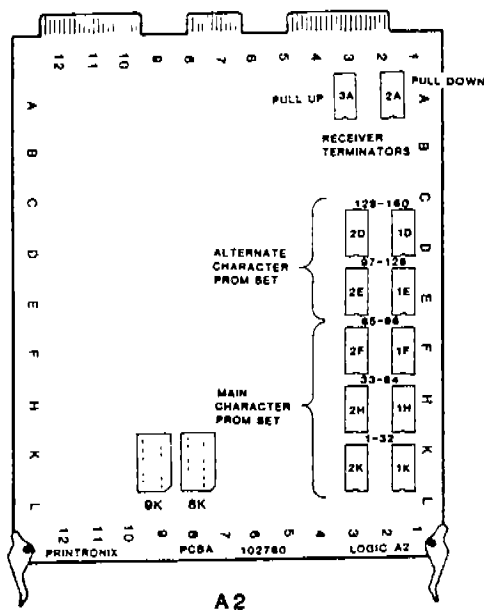 12 11 10 9 8 7 6 5 4 3 2 1
PULL UP 3A 2A PULL DOWN
A A
RECEIVER
TERMINATORS
B B
C C
129-160
2D 1D
D D
ALTERNATE
CHARACTER
PROM SET
97-128
2E 1E
E E
65-96
2F 1F
F F
33-64
MAIN
CHARACTER
PROM SET
2H 1H
H H
1-32
K K
2K 1K
9K 8K
L L
12 11 10 9 8 7 6 5 4 3 2 1
PRINTRONIX PCBA 102760 LOGIC A2
A2